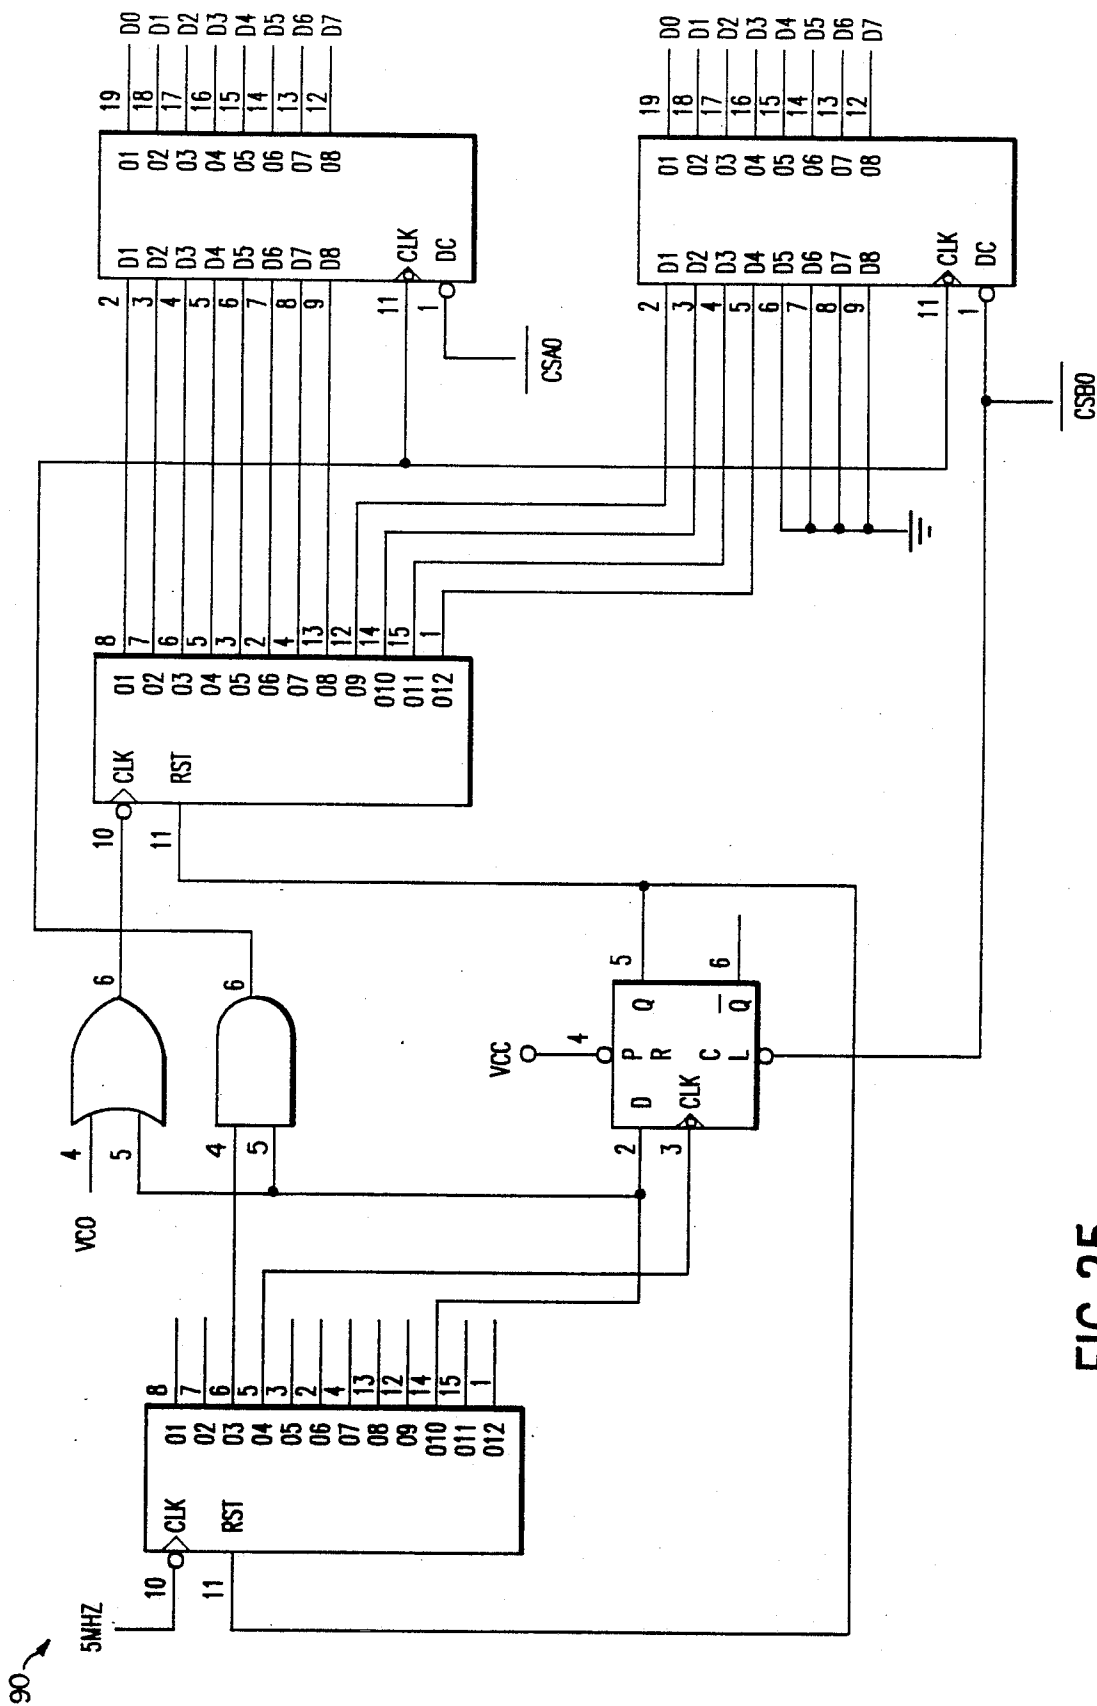 90
5MHZ
10
11
CLK
RST
O1
O2
O3
O4
O5
O6
O7
O8
O9
O10
O11
O12
8
7
6
5
3
2
4
13
12
14
15
1
VCO
4
5
6
4
5
6
VCC
4
2
3
D
CLK
P
R
C
L
Q
Q
5
6
10
11
CLK
RST
O1
O2
O3
O4
O5
O6
O7
O8
O9
O10
O11
O12
8
7
6
5
3
2
4
13
12
14
15
1
2
3
4
5
6
7
8
9
11
1
D1
D2
D3
D4
D5
D6
D7
D8
CLK
DC
O1
O2
O3
O4
O5
O6
O7
O8
19
18
17
16
15
14
13
12
D0
D1
D2
D3
D4
D5
D6
D7
CSA0
2
3
4
5
6
7
8
9
11
1
D1
D2
D3
D4
D5
D6
D7
D8
CLK
DC
O1
O2
O3
O4
O5
O6
O7
O8
19
18
17
16
15
14
13
12
D0
D1
D2
D3
D4
D5
D6
D7
CSB0